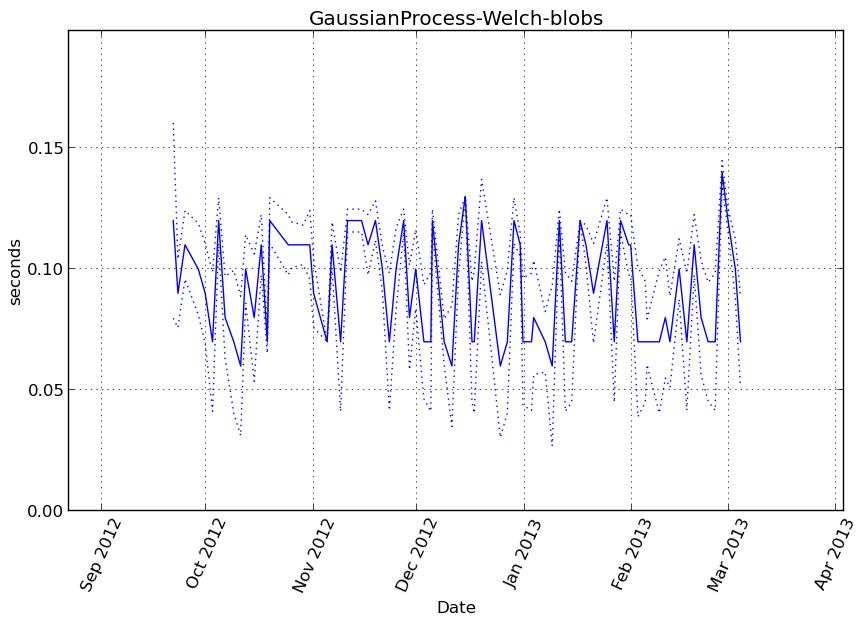 GaussianProcess-Welch-blobs
seconds
0.15
0.10
0.05
0.00
Sep 2012
Oct 2012
Nov 2012
Dec 2012
Jan 2013
Feb 2013
Mar 2013
Apr 2013
Date